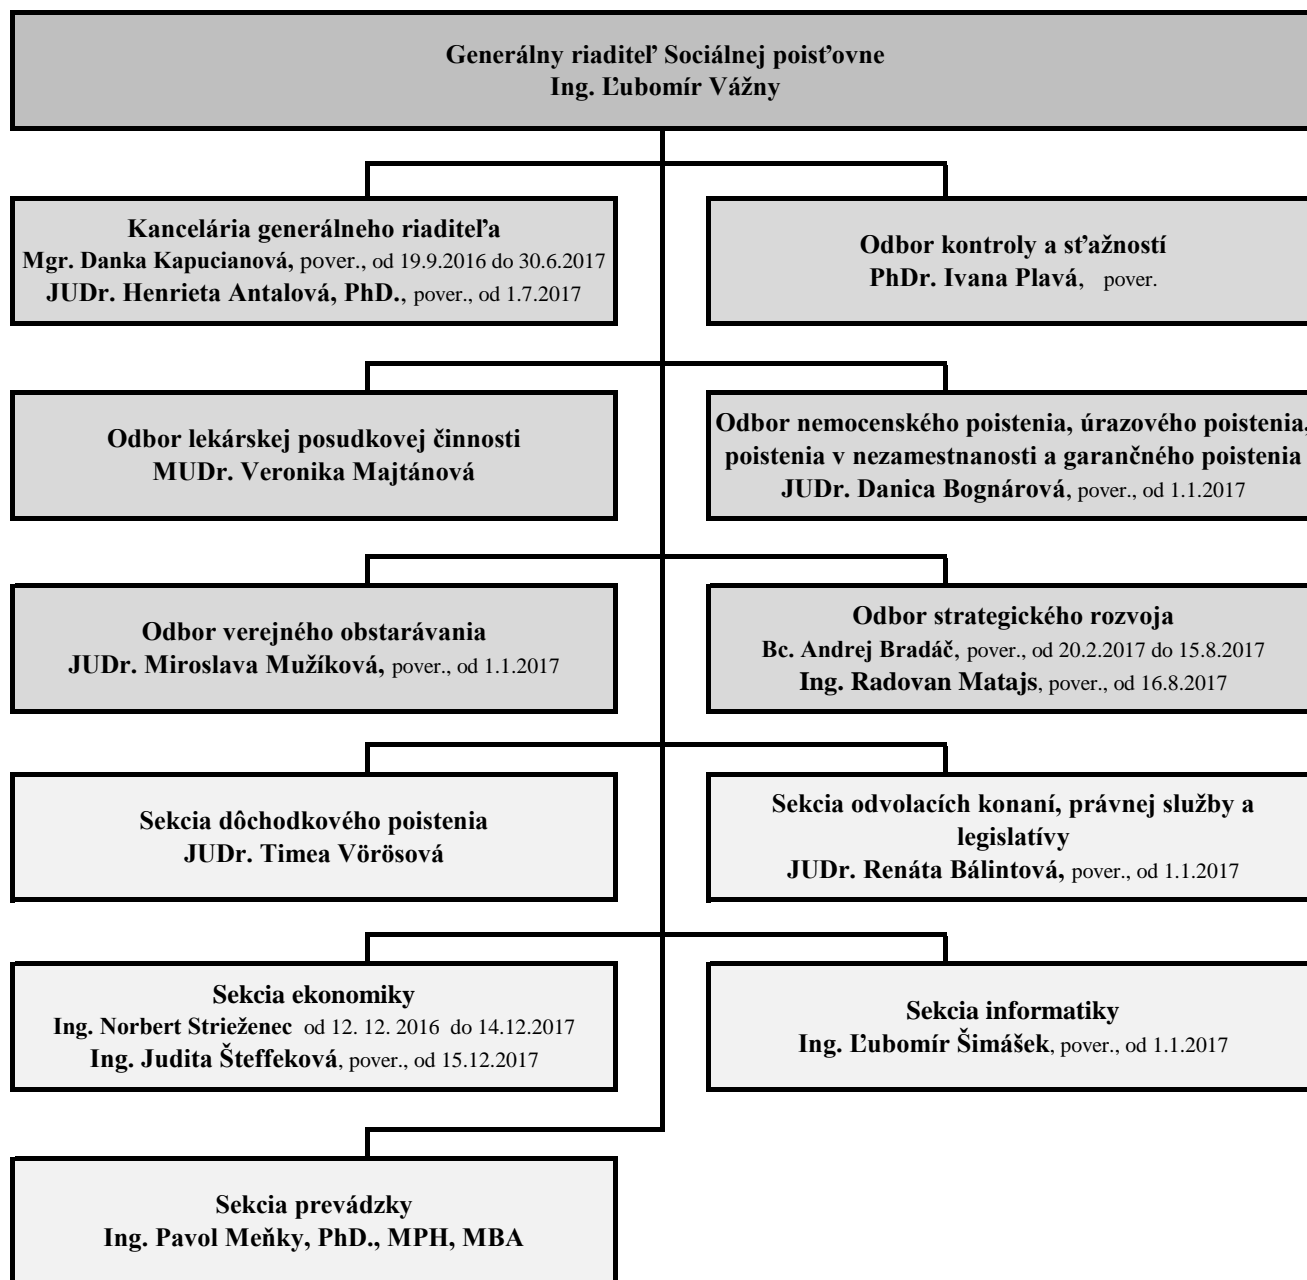 Generálny riaditeľ Sociálnej poisťovne
Ing. Ľubomír Vážny
Kancelária generálneho riaditeľa
Mgr. Danka Kapucianová, pover., od 19.9.2016 do 30.6.2017
JUDr. Henrieta Antalová, PhD., pover., od 1.7.2017
Odbor kontroly a sťažností
PhDr. Ivana Plavá, pover.
Odbor lekárskej posudkovej činnosti
MUDr. Veronika Majtánová
Odbor nemocenského poistenia, úrazového poistenia,
poistenia v nezamestnanosti a garančného poistenia
JUDr. Danica Bognárová, pover., od 1.1.2017
Odbor verejného obstarávania
JUDr. Miroslava Mužíková, pover., od 1.1.2017
Odbor strategického rozvoja
Bc. Andrej Bradáč, pover., od 20.2.2017 do 15.8.2017
Ing. Radovan Matajs, pover., od 16.8.2017
Sekcia dôchodkového poistenia
JUDr. Timea Vörösová
Sekcia odvolacích konaní, právnej služby a
legislatívy
JUDr. Renáta Bálintová, pover., od 1.1.2017
Sekcia ekonomiky
Ing. Norbert Strieženec od 12. 12. 2016 do 14.12.2017
Ing. Judita Šteffeková, pover., od 15.12.2017
Sekcia informatiky
Ing. Ľubomír Šimášek, pover., od 1.1.2017
Sekcia prevádzky
Ing. Pavol Meňky, PhD., MPH, MBA